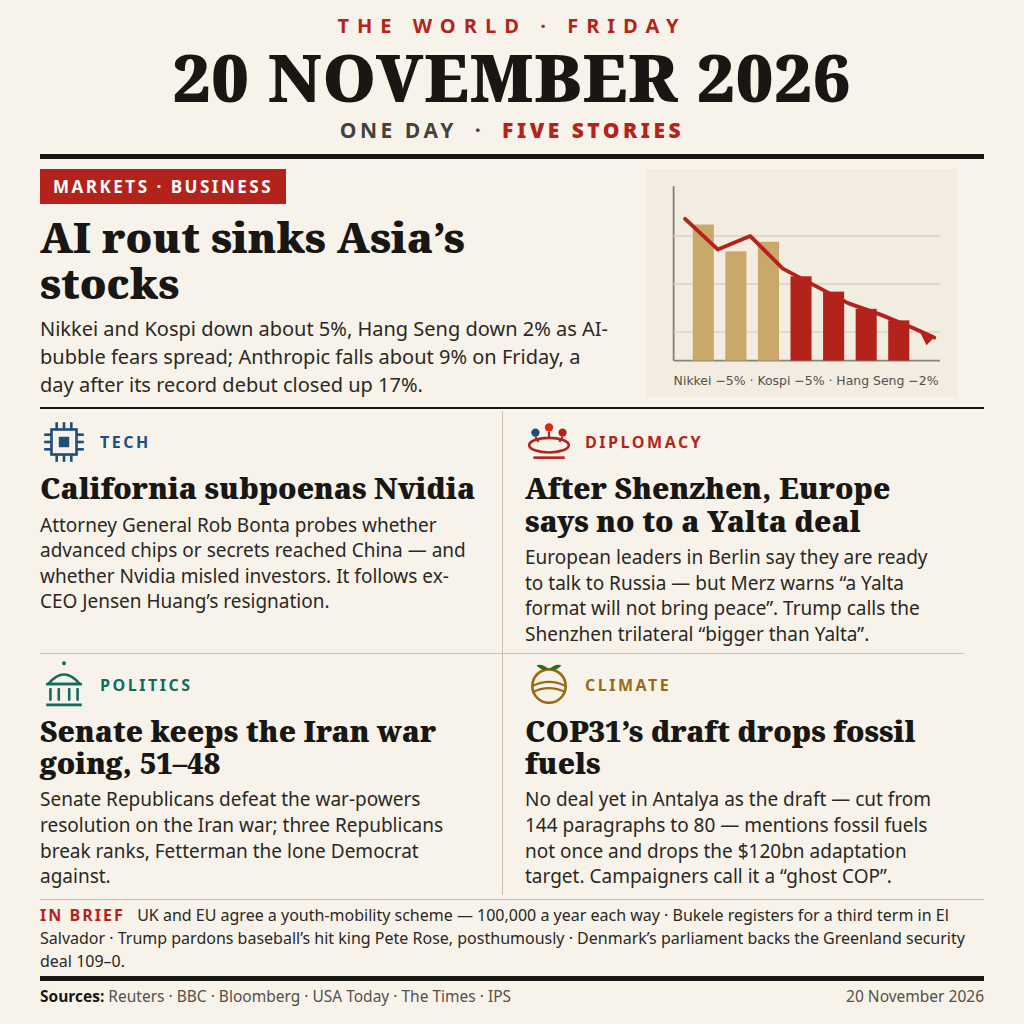 THE WORLD · FRIDAY
20 NOVEMBER 2026
ONE DAY · FIVE STORIES
MARKETS · BUSINESS
AI rout sinks Asia’s
stocks
Nikkei and Kospi down about 5%, Hang Seng down 2% as AI-
bubble fears spread; Anthropic falls about 9% on Friday, a
day after its record debut closed up 17%.
Nikkei −5% · Kospi −5% · Hang Seng −2%
TECH
California subpoenas Nvidia
Attorney General Rob Bonta probes whether
advanced chips or secrets reached China — and
whether Nvidia misled investors. It follows ex-
CEO Jensen Huang’s resignation.
DIPLOMACY
After Shenzhen, Europe
says no to a Yalta deal
European leaders in Berlin say they are ready
to talk to Russia — but Merz warns “a Yalta
format will not bring peace”. Trump calls the
Shenzhen trilateral “bigger than Yalta”.
POLITICS
Senate keeps the Iran war
going, 51–48
Senate Republicans defeat the war-powers
resolution on the Iran war; three Republicans
break ranks, Fetterman the lone Democrat
against.
CLIMATE
COP31’s draft drops fossil
fuels
No deal yet in Antalya as the draft — cut from
144 paragraphs to 80 — mentions fossil fuels
not once and drops the $120bn adaptation
target. Campaigners call it a “ghost COP”.
IN BRIEF UK and EU agree a youth-mobility scheme — 100,000 a year each way · Bukele registers for a third term in El
Salvador · Trump pardons baseball’s hit king Pete Rose, posthumously · Denmark’s parliament backs the Greenland security
deal 109–0.
Sources: Reuters · BBC · Bloomberg · USA Today · The Times · IPS
20 November 2026